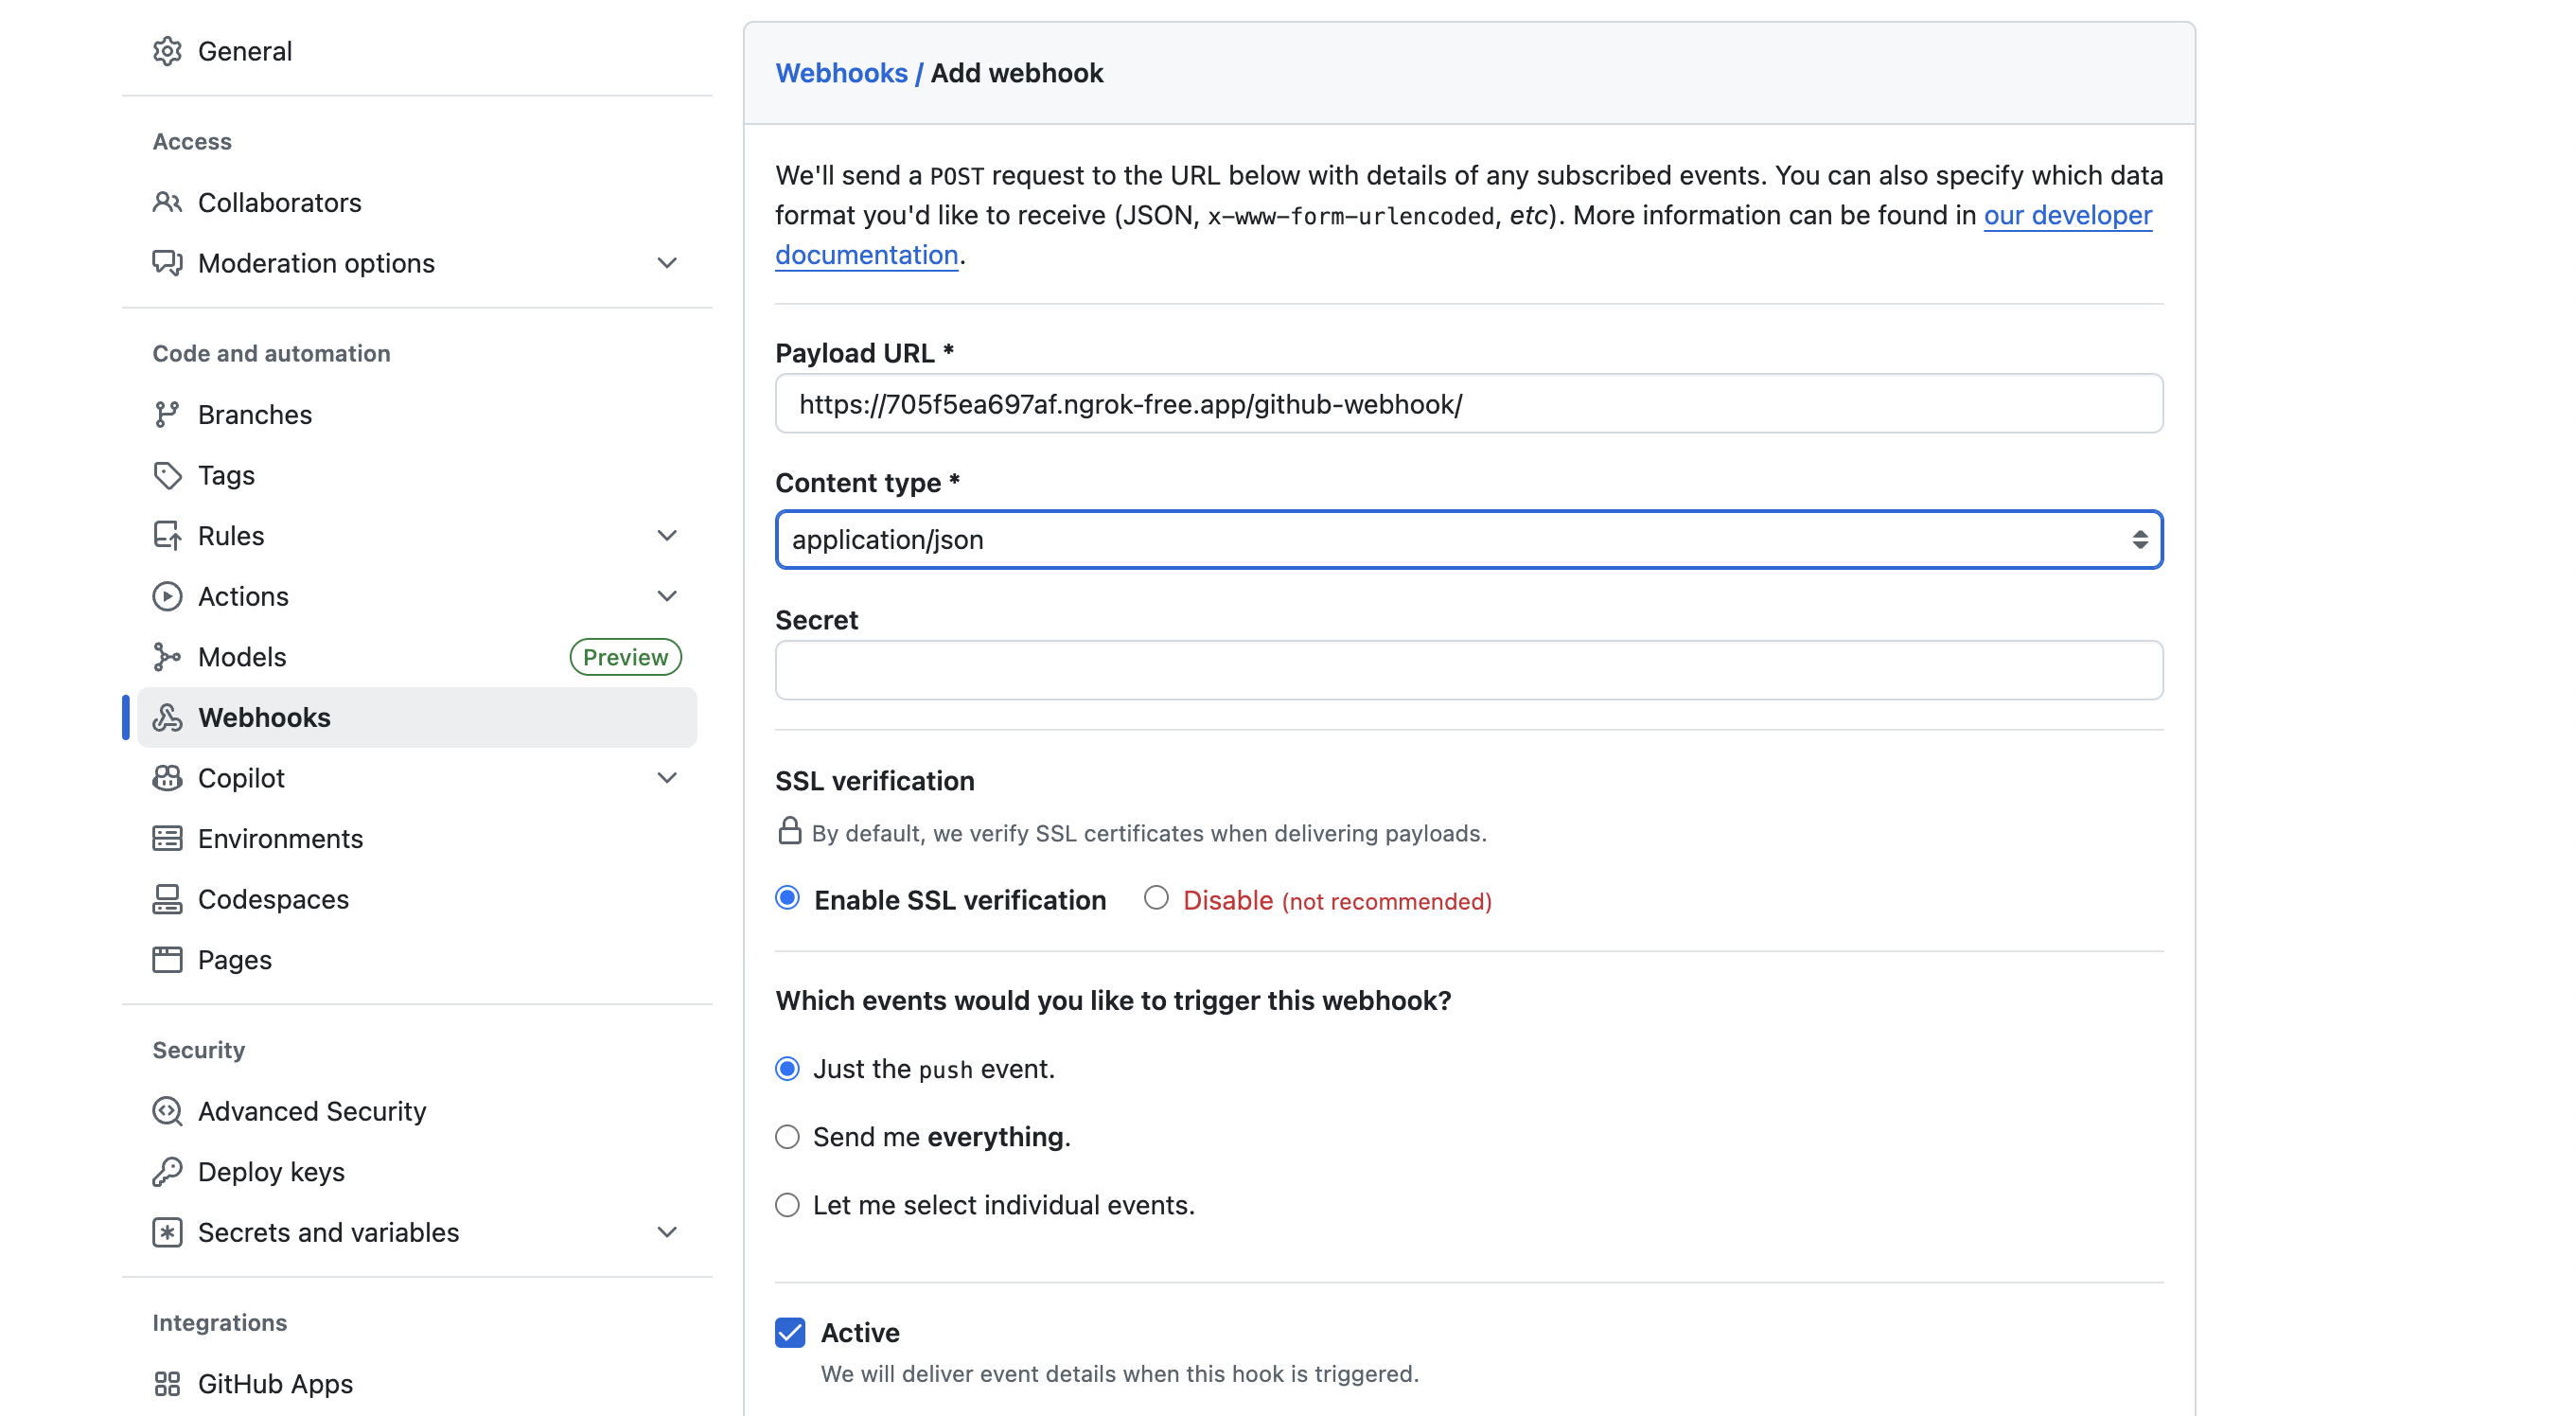 General
Access
Collaborators
Moderation options
Code and automation
Branches
Tags
Rules
Actions
Models Preview
Webhooks
Copilot
Environments
Codespaces
Pages
Security
Advanced Security
Deploy keys
Secrets and variables
Integrations
GitHub Apps
Webhooks / Add webhook
We'll send a POST request to the URL below with details of any subscribed events. You can also specify which data
format you'd like to receive (JSON, x-www-form-urlencoded, etc). More information can be found in our developer
documentation.
Payload URL *
https://705f5ea697af.ngrok-free.app/github-webhook/
Content type *
application/json
Secret
SSL verification
By default, we verify SSL certificates when delivering payloads.
Enable SSL verification Disable (not recommended)
Which events would you like to trigger this webhook?
Just the push event.
Send me everything.
Let me select individual events.
Active
We will deliver event details when this hook is triggered.